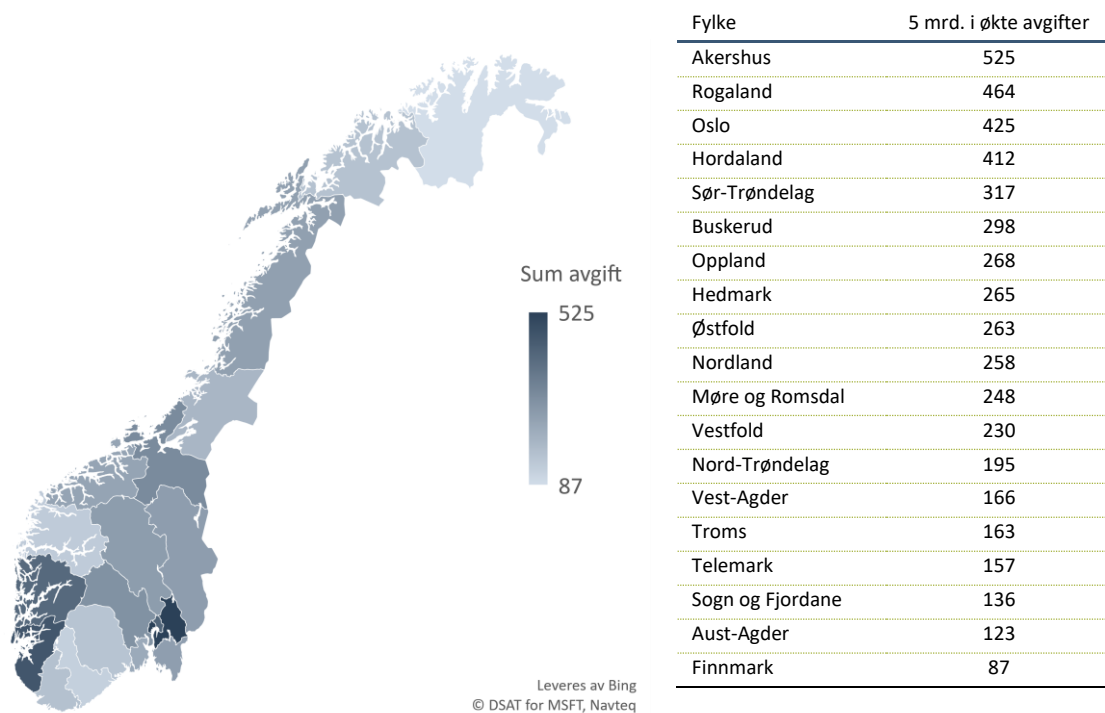 Sum avgift
525
87
Leveres av Bing
© DSAT for MSFT, Navteq
Fylke 5 mrd. i økte avgifter
Akershus 525
Rogaland 464
Oslo 425
Hordaland 412
Sør-Trøndelag 317
Buskerud 298
Oppland 268
Hedmark 265
Østfold 263
Nordland 258
Møre og Romsdal 248
Vestfold 230
Nord-Trøndelag 195
Vest-Agder 166
Troms 163
Telemark 157
Sogn og Fjordane 136
Aust-Agder 123
Finnmark 87